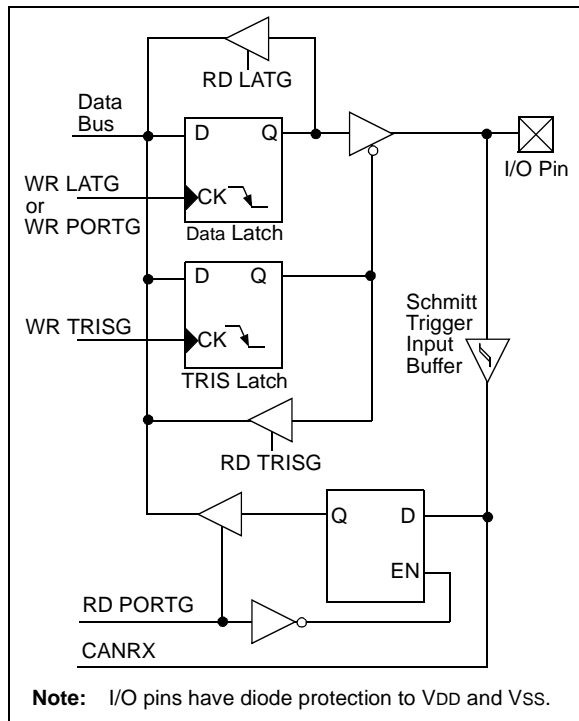 RD LATG
Data
Bus
D Q
I/O Pin
WR LATG
or
WR PORTG
CK
Data Latch
D Q
Schmitt
Trigger
Input
Buffer
WR TRISG
CK
TRIS Latch
RD TRISG
Q D
EN
RD PORTG
CANRX
Note: I/O pins have diode protection to VDD and VSS.